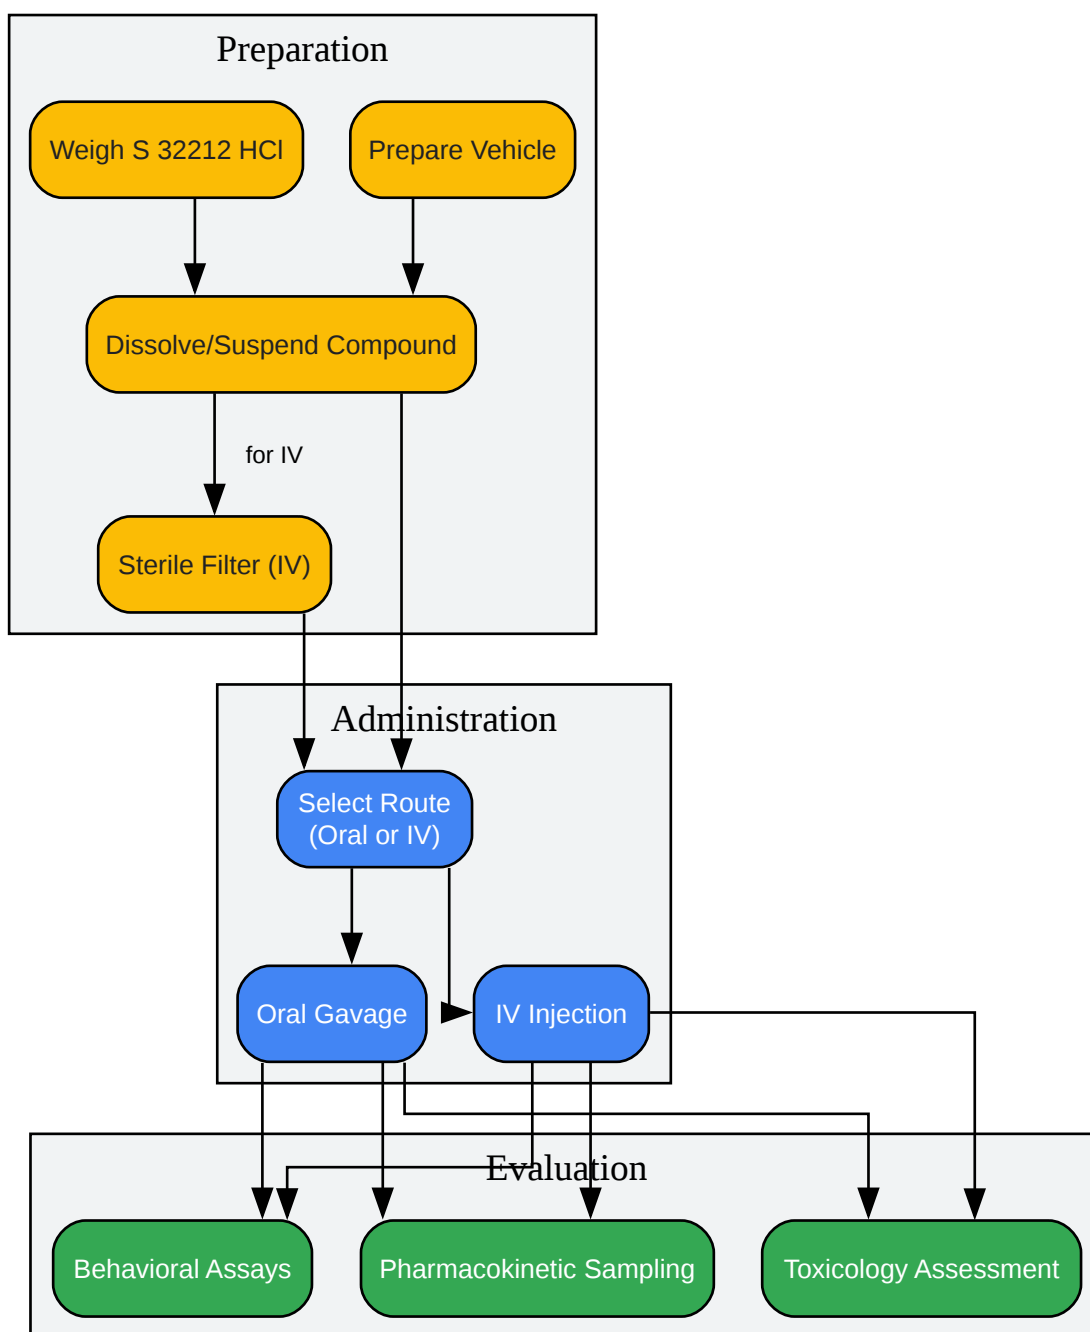 Preparation
Weigh S 32212 HCl
Prepare Vehicle
Dissolve/Suspend Compound
for IV
Sterile Filter (IV)
Administration
Select Route
(Oral or IV)
Oral Gavage
IV Injection
Evaluation
Behavioral Assays
Pharmacokinetic Sampling
Toxicology Assessment